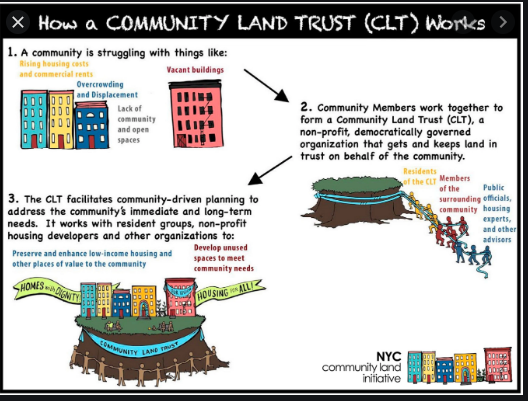 How a COMMUNITY LAND TRUST (CLT) Works
1. A community is struggling with things like:
Rising housing costs
and commercial rents
Vacant buildings
Overcrowding
and Displacement
Lack of
community
and open
spaces
2. Community Members work together to
form a Community Land Trust (CLT), a
non-profit, democratically governed
organization that gets and keeps land in
trust on behalf of the community.
Residents
of the CLT
Members
of the
surrounding
community
Public
officials,
housing
experts,
and other
advisors
3. The CLT facilitates community-driven planning to
address the community's immediate and long-term
needs. It works with resident groups, non-profit
housing developers and other organizations to:
Preserve and enhance low-income housing and
other places of value to the community
Develop unused
spaces to meet
community needs
HOMES with DIGNITY
HOUSING for ALL!
COMMUNITY LAND TRUST
NYC
community land
initiative